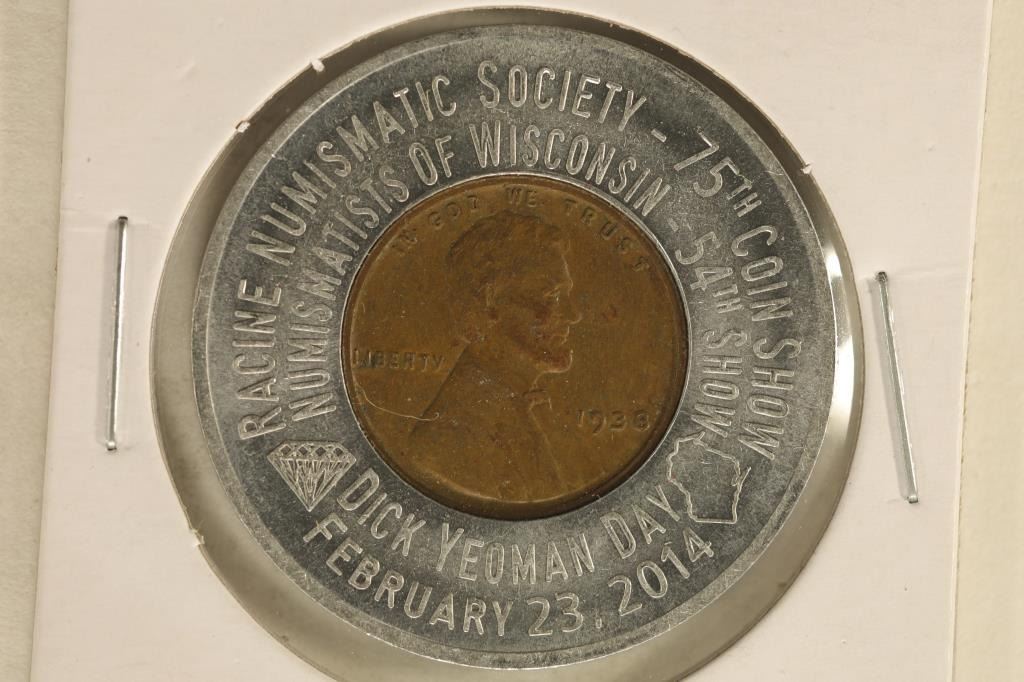 RACINE NUMISMATIC SOCIETY - 75TH COIN SHOW
NUMISMATISTS OF WISCONSIN - 54TH SHOW
IN GOD WE TRUST
LIBERTY
1938
DICK YEOMAN DAY
FEBRUARY 23, 2014